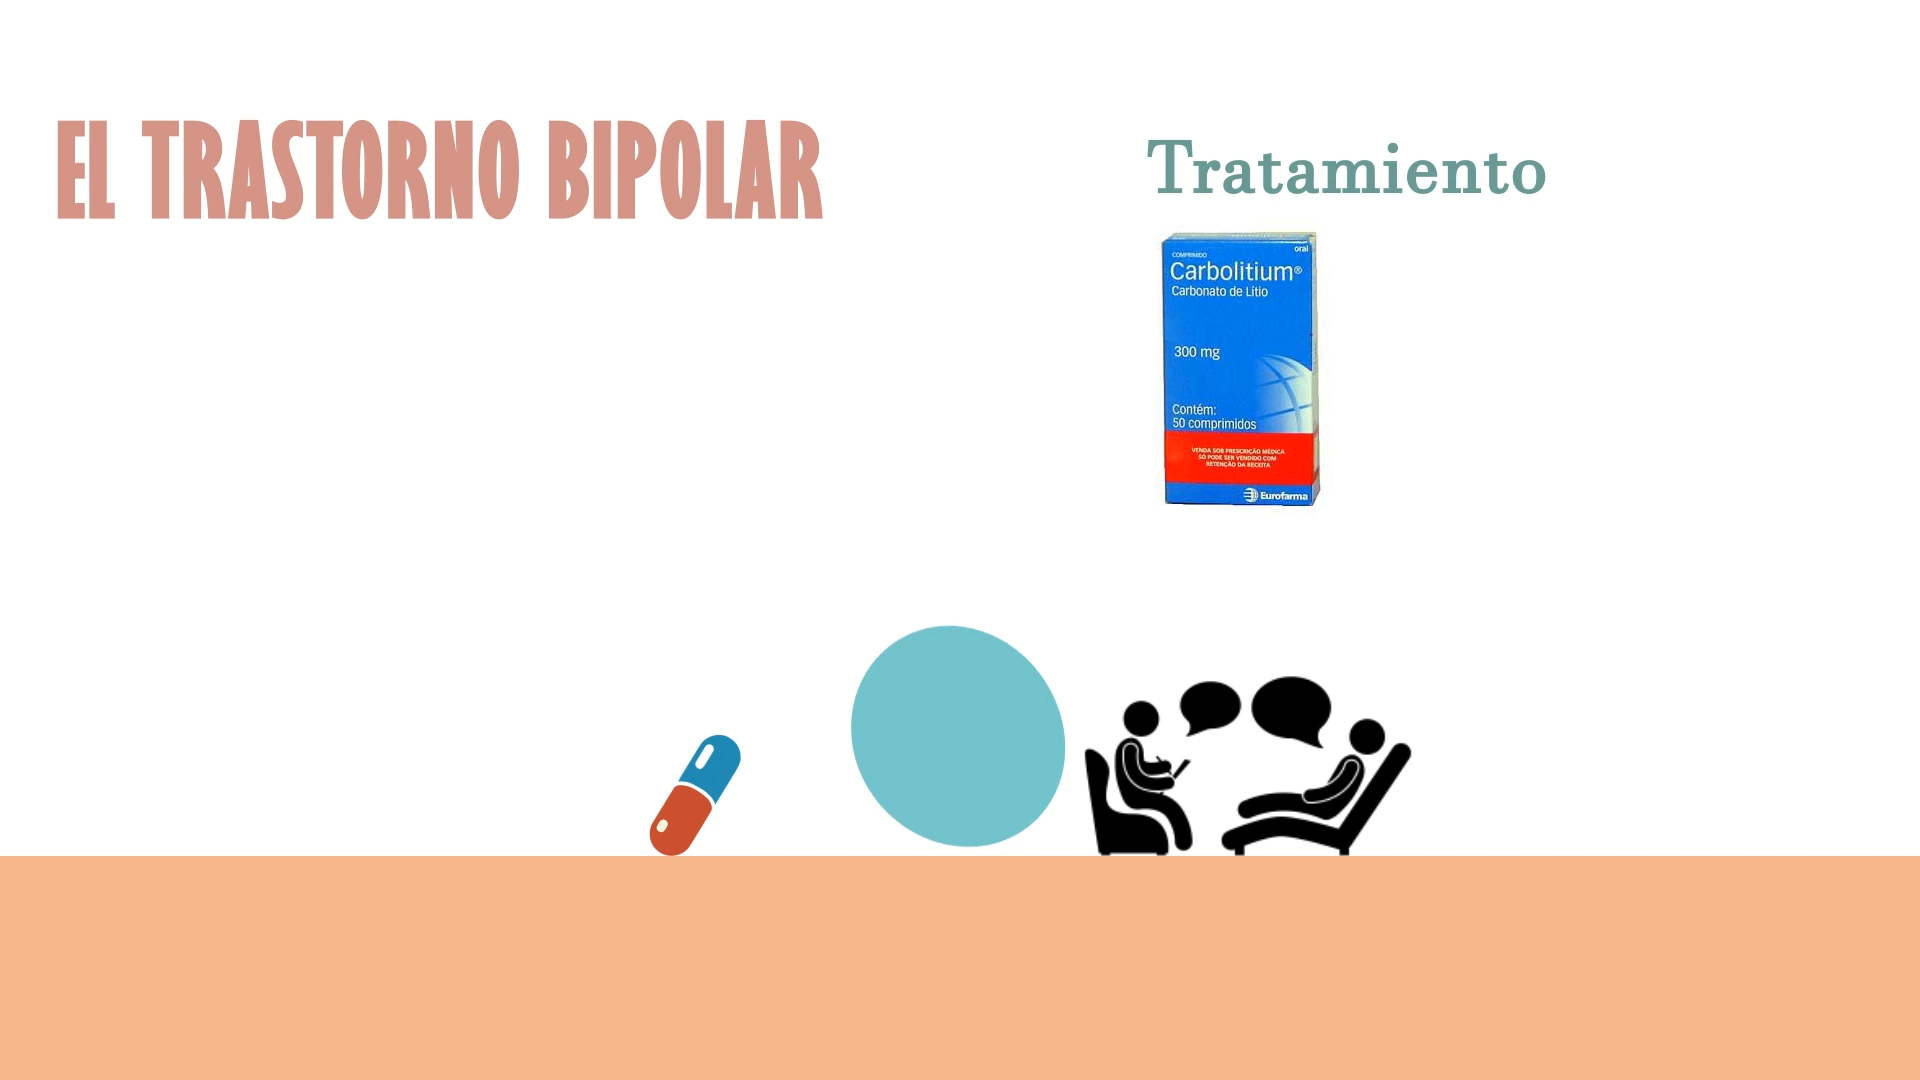 EL TRASTORNO BIPOLAR
Tratamiento
oral
COMPRIMIDO
Carbolitium®
Carbonato de Lítio
300 mg
Contém:
50 comprimidos
VENDA SOB PRESCRIÇÃO MÉDICA
SÓ PODE SER VENDIDO COM
RETENÇÃO DA RECEITA
Eurofarma